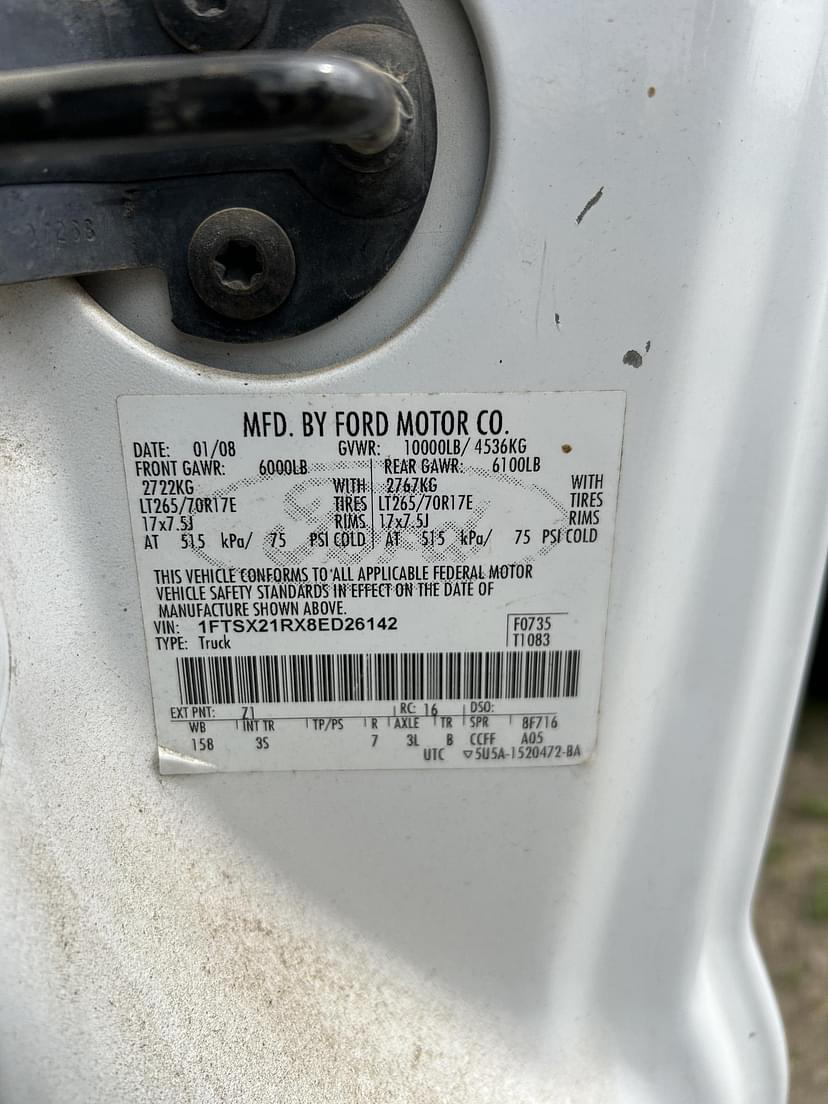 MFD. BY FORD MOTOR CO.
DATE: 01/08 GVWR: 10000LB/ 4536KG
FRONT GAWR: 6000LB REAR GAWR: 6100LB
2722KG WITH 2767KG WITH
LT265/70R17E TIRES LT265/70R17E TIRES
17x7.5J RIMS 17x7.5J RIMS
AT 515 kPa/ 75 PSI COLD AT 515 kPa/ 75 PSI COLD
THIS VEHICLE CONFORMS TO ALL APPLICABLE FEDERAL MOTOR
VEHICLE SAFETY STANDARDS IN EFFECT ON THE DATE OF
MANUFACTURE SHOWN ABOVE.
VIN: 1FTSX21RX8ED26142 F0735
TYPE: Truck T1083
EXT PNT: Z1 RC: 16 DSO:
WB INT TR TP/PS R AXLE TR SPR 8F716
158 3S 7 3L B CCFF A05
UTC ▽5U5A-1520472-BA